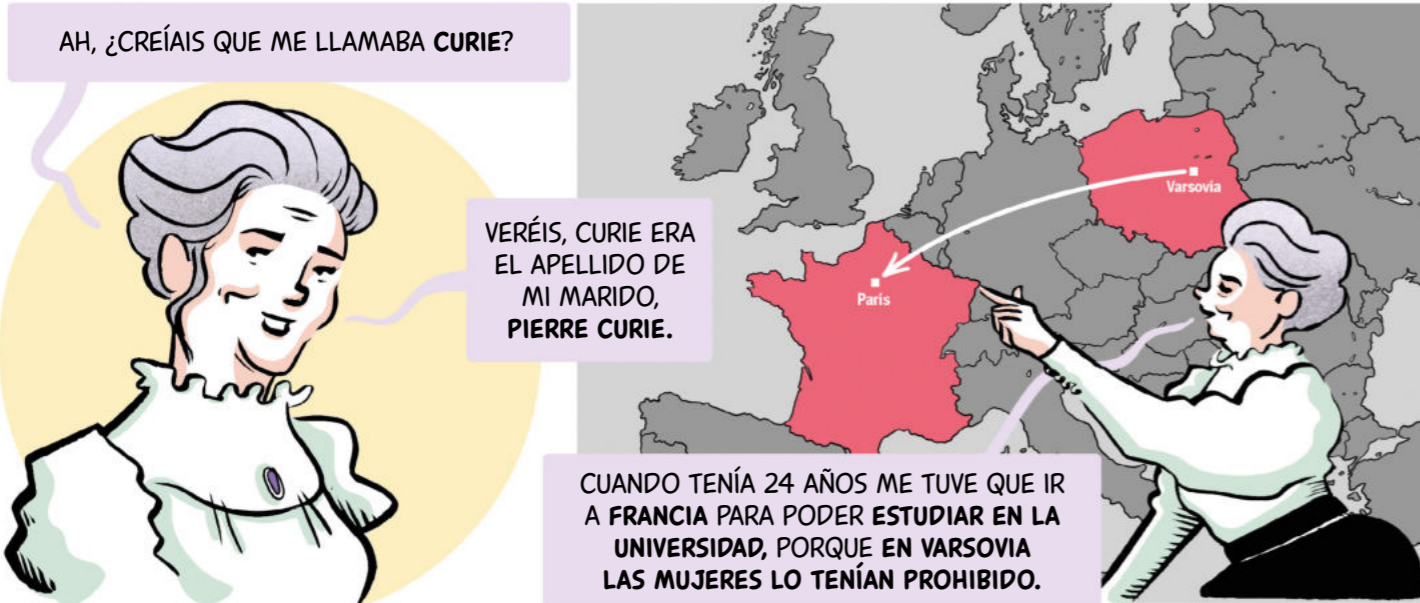 AH, ¿CREÍAIS QUE ME LLAMABA CURIE?
VERÉIS, CURIE ERA
EL APELLIDO DE
MI MARIDO,
PIERRE CURIE.
Varsovia
París
CUANDO TENÍA 24 AÑOS ME TUVE QUE IR
A FRANCIA PARA PODER ESTUDIAR EN LA
UNIVERSIDAD, PORQUE EN VARSOVIA
LAS MUJERES LO TENÍAN PROHIBIDO.